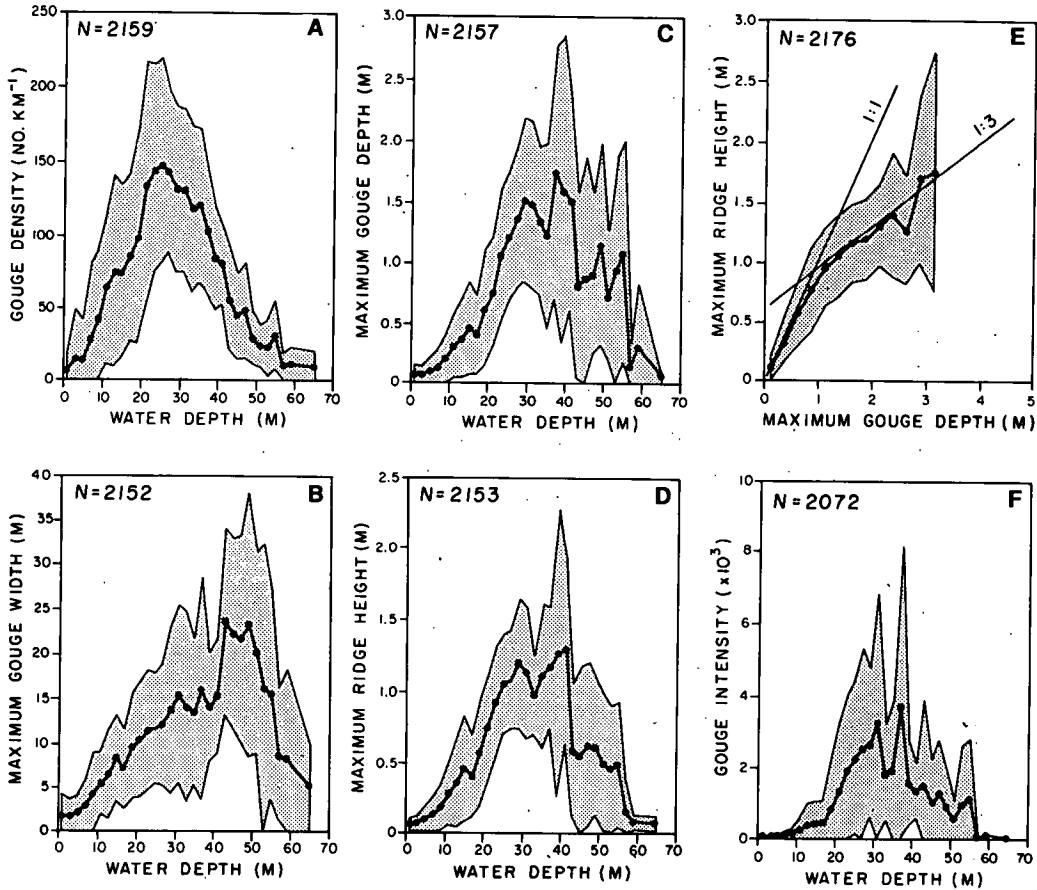 N=2159
A
GOUGE DENSITY (NO. KM⁻¹)
250
200
150
100
50
0
0 10 20 30 40 50 60 70
WATER DEPTH (M)
N=2157
C
MAXIMUM GOUGE DEPTH (M)
3.0
2.5
2.0
1.5
1.0
0.5
0
0 10 20 30 40 50 60 70
WATER DEPTH (M)
N=2176
E
MAXIMUM RIDGE HEIGHT (M)
3.0
2.5
2.0
1.5
1.0
0.5
0
1:1
1:3
0 1 2 3 4 5
MAXIMUM GOUGE DEPTH (M)
N=2152
B
MAXIMUM GOUGE WIDTH (M)
40
35
30
25
20
15
10
5
0
0 10 20 30 40 50 60 70
WATER DEPTH (M)
N=2153
D
MAXIMUM RIDGE HEIGHT (M)
2.5
2.0
1.5
1.0
0.5
0
0 10 20 30 40 50 60 70
WATER DEPTH (M)
N=2072
F
GOUGE INTENSITY (×10³)
10
8
6
4
2
0
0 10 20 30 40 50 60 70
WATER DEPTH (M)